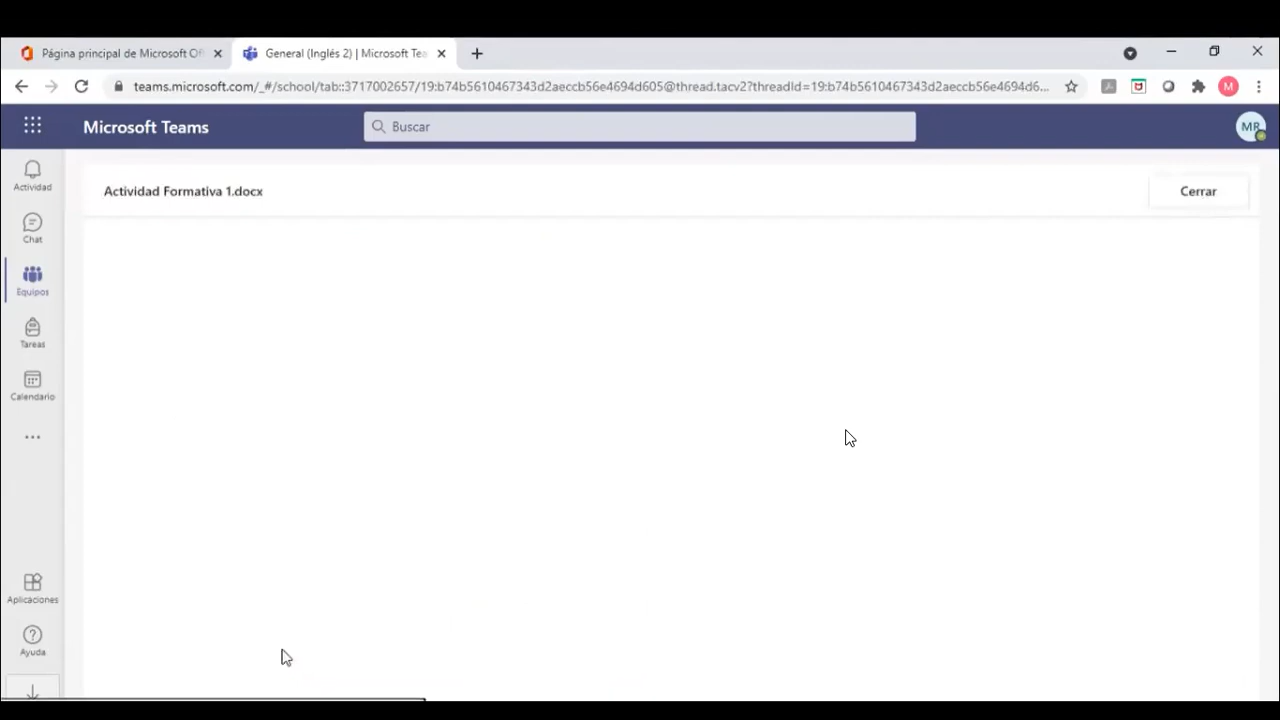 Página principal de Microsoft Of
General (Inglés 2) | Microsoft Tea
teams.microsoft.com/_#/school/tab::3717002657/19:b74b5610467343d2aeccb56e4694d605@thread.tacv2?threadId=19:b74b5610467343d2aeccb56e4694d6...
M
Microsoft Teams
Buscar
MR
Actividad
Actividad Formativa 1.docx
Cerrar
Chat
Equipos
Tareas
Calendario
Aplicaciones
Ayuda